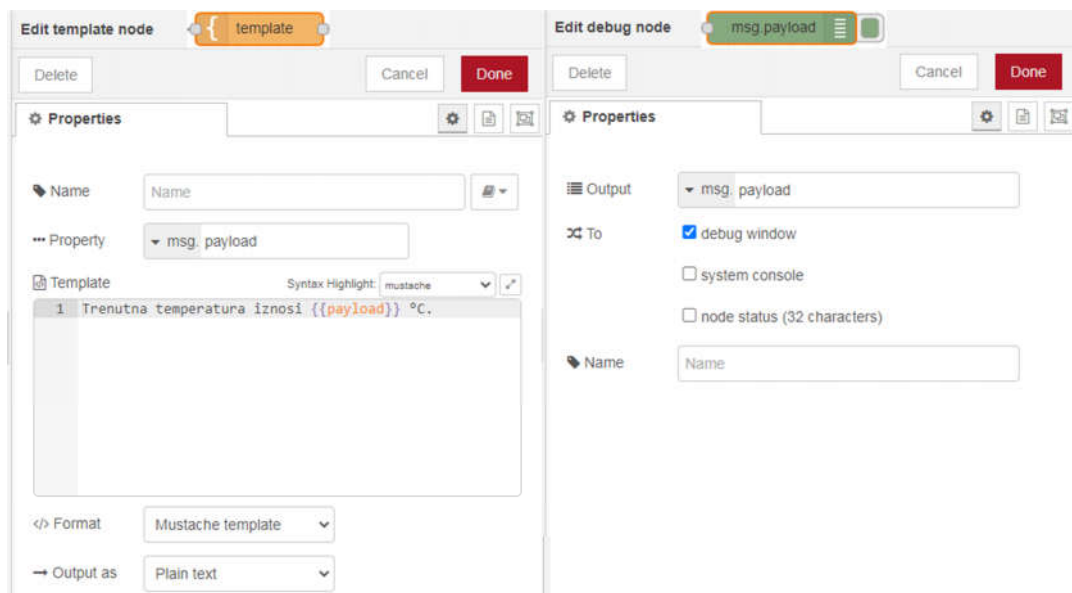 Edit template node
{ template
Delete
Cancel
Done
Properties
Name
Name
Property
msg. payload
Template
Syntax Highlight: mustache
1 Trenutna temperatura iznosi {{payload}} °C.
</> Format
Mustache template
Output as
Plain text
Edit debug node
msg.payload
Delete
Cancel
Done
Properties
Output
msg. payload
To
debug window
system console
node status (32 characters)
Name
Name